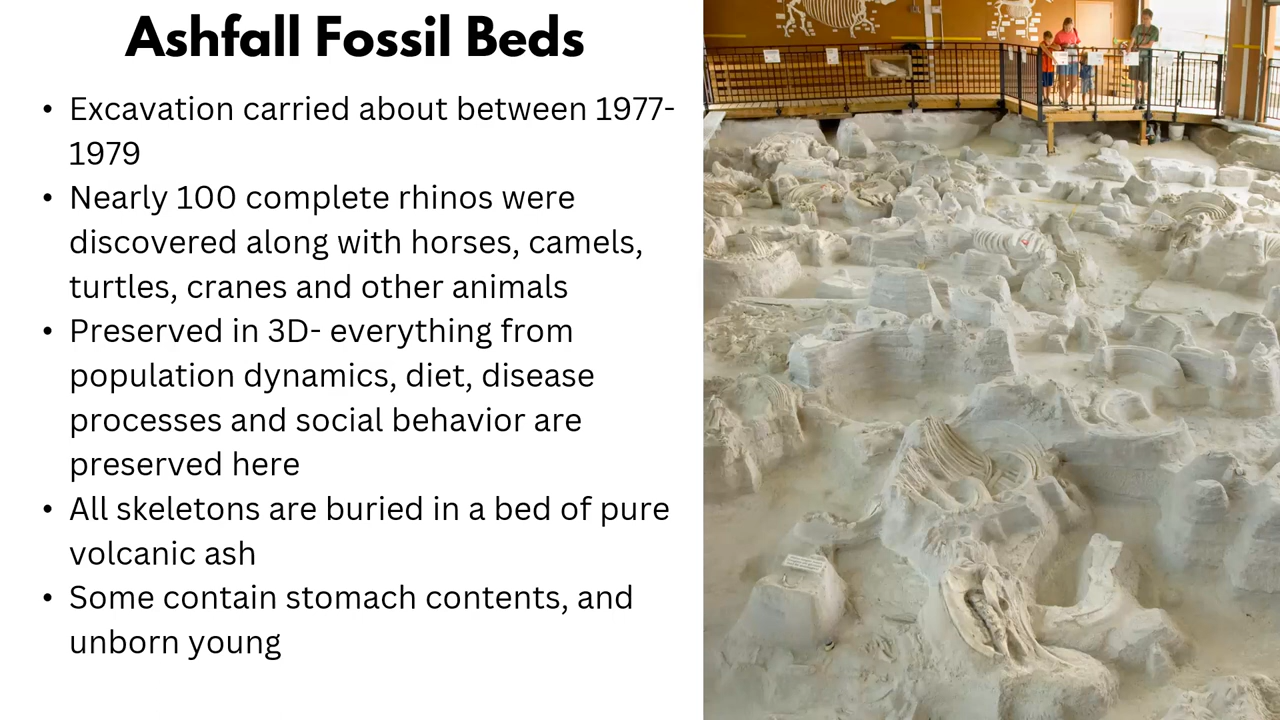 Ashfall Fossil Beds
• Excavation carried about between 1977-
1979
• Nearly 100 complete rhinos were
discovered along with horses, camels,
turtles, cranes and other animals
• Preserved in 3D- everything from
population dynamics, diet, disease
processes and social behavior are
preserved here
• All skeletons are buried in a bed of pure
volcanic ash
• Some contain stomach contents, and
unborn young